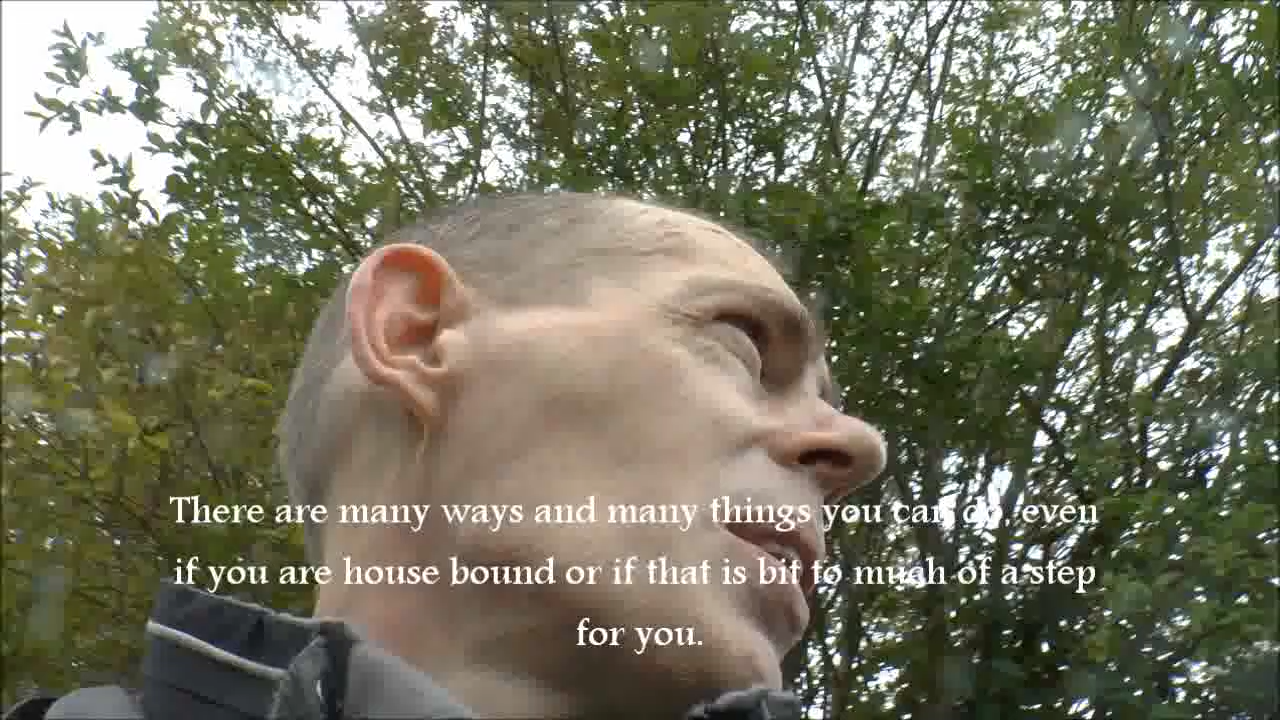 There are many ways and many things you can do, even
if you are house bound or if that is bit to much of a step
for you.